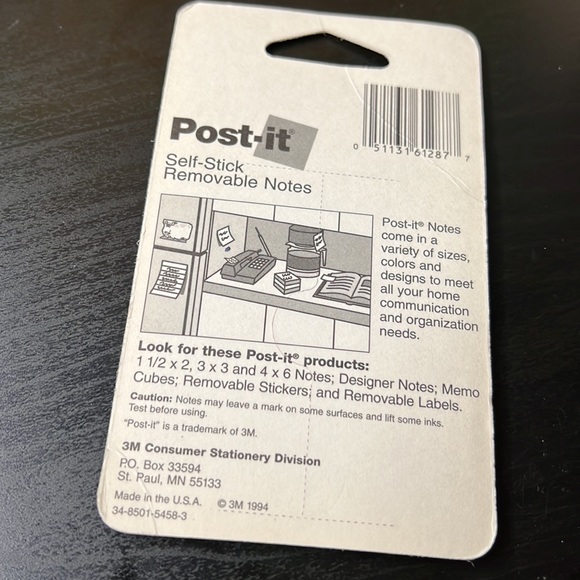 0 51131 61287 7
Post-it®
Self-Stick
Removable Notes
Post-it® Notes
come in a
variety of sizes,
colors and
designs to meet
all your home
communication
and organization
needs.
Look for these Post-it® products:
1 1/2 x 2, 3 x 3 and 4 x 6 Notes; Designer Notes; Memo
Cubes; Removable Stickers; and Removable Labels.
Caution: Notes may leave a mark on some surfaces and lift some inks.
Test before using.
"Post-it" is a trademark of 3M.
3M Consumer Stationery Division
P.O. Box 33594
St. Paul, MN 55133
Made in the U.S.A. © 3M 1994
34-8501-5458-3